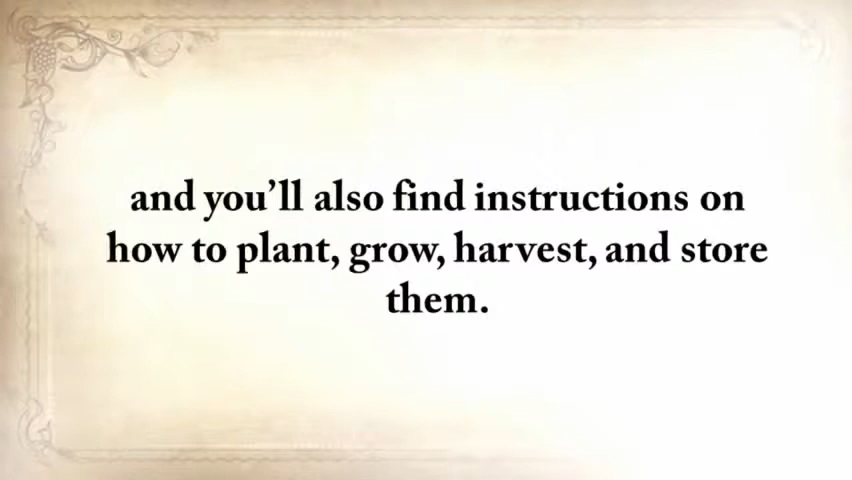 and you’ll also find instructions on
how to plant, grow, harvest, and store
them.